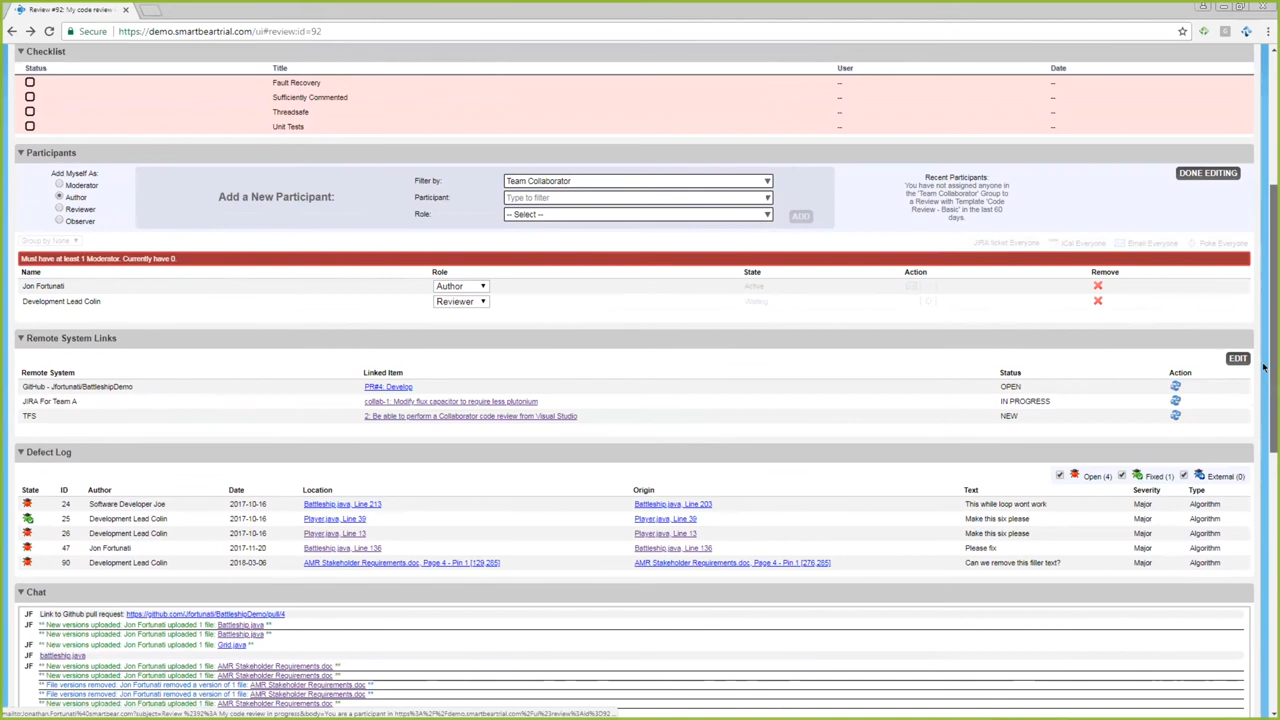 Review #92: My code review
Secure https://demo.smartbeartrial.com/ui#review:id=92
Checklist
Status Title User Date
Fault Recovery -- --
Sufficiently Commented -- --
Threadsafe -- --
Unit Tests -- --
Participants
Add Myself As:
Moderator
Author
Reviewer
Observer
Add a New Participant:
Filter by: Team Collaborator
Participant: Type to filter
Role: -- Select -- ADD
Recent Participants:
You have not assigned anyone in
the 'Team Collaborator' Group to
a Review with Template 'Code
Review - Basic' in the last 60
days.
DONE EDITING
Group by None JIRA ticket Everyone iCal Everyone Email Everyone Poke Everyone
Must have at least 1 Moderator. Currently have 0.
Name Role State Action Remove
Jon Fortunati Author Active
Development Lead Colin Reviewer Waiting
Remote System Links
EDIT
Remote System Linked Item Status Action
GitHub - Jfortunati/BattleshipDemo PR#4: Develop OPEN
JIRA For Team A collab-1: Modify flux capacitor to require less plutonium IN PROGRESS
TFS 2: Be able to perform a Collaborator code review from Visual Studio NEW
Defect Log
Open (4) Fixed (1) External (0)
State ID Author Date Location Origin Text Severity Type
24 Software Developer Joe 2017-10-16 Battleship.java, Line 213 Battleship.java, Line 203 This while loop wont work Major Algorithm
25 Development Lead Colin 2017-10-16 Player.java, Line 39 Player.java, Line 39 Make this six please Major Algorithm
26 Development Lead Colin 2017-10-16 Player.java, Line 13 Player.java, Line 13 Make this six please Major Algorithm
47 Jon Fortunati 2017-11-20 Battleship.java, Line 136 Battleship.java, Line 136 Please fix Major Algorithm
90 Development Lead Colin 2018-03-06 AMR Stakeholder Requirements.doc, Page 4 - Pin 1 [129,285] AMR Stakeholder Requirements.doc, Page 4 - Pin 1 [276,285] Can we remove this filler text? Major Algorithm
Chat
JF Link to Github pull request: https://github.com/Jfortunati/BattleshipDemo/pull/4
JF ** New versions uploaded: Jon Fortunati uploaded 1 file: Battleship.java **
** New versions uploaded: Jon Fortunati uploaded 1 file: Battleship.java **
JF ** New versions uploaded: Jon Fortunati uploaded 1 file: Grid.java **
JF battleship.java
JF ** New versions uploaded: Jon Fortunati uploaded 1 file: AMR Stakeholder Requirements.doc **
** New versions uploaded: Jon Fortunati uploaded 1 file: AMR Stakeholder Requirements.doc **
** File versions removed: Jon Fortunati removed a version of 1 file: AMR Stakeholder Requirements.doc **
** File versions removed: Jon Fortunati removed a version of 1 file: AMR Stakeholder Requirements.doc **
** New versions uploaded: Jon Fortunati uploaded 1 file: AMR Stakeholder Requirements.doc **